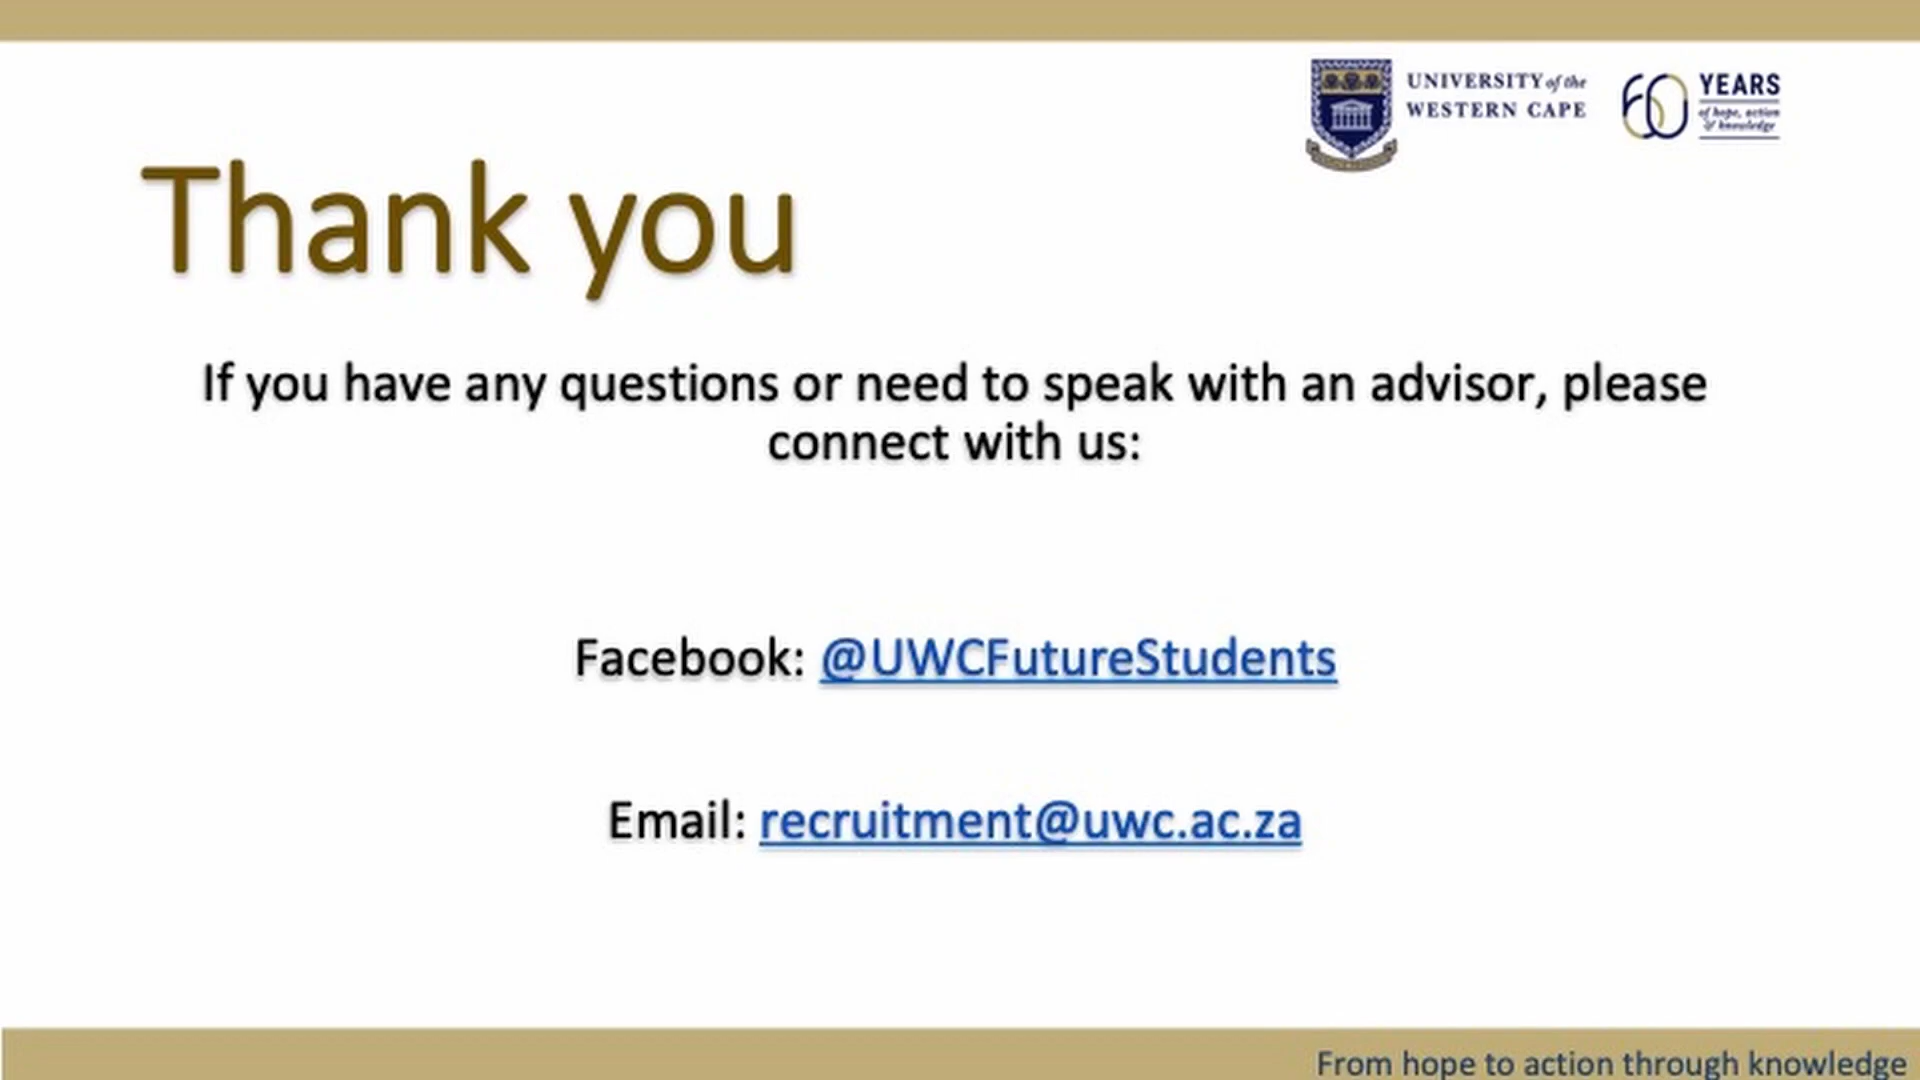 UNIVERSITY of the
WESTERN CAPE
60 YEARS
of hope, action
& knowledge
Thank you
If you have any questions or need to speak with an advisor, please
connect with us:
Facebook: @UWCFutureStudents
Email: recruitment@uwc.ac.za
From hope to action through knowledge